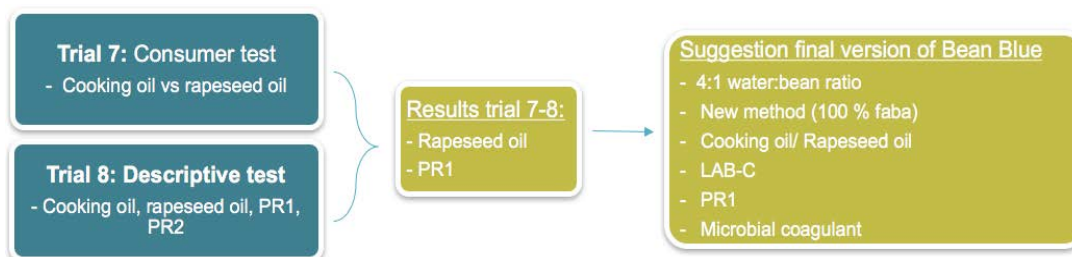 Trial 7: Consumer test
- Cooking oil vs rapeseed oil
Trial 8: Descriptive test
- Cooking oil, rapeseed oil, PR1,
PR2
Results trial 7-8:
- Rapeseed oil
- PR1
Suggestion final version of Bean Blue
- 4:1 water:bean ratio
- New method (100 % faba)
- Cooking oil/ Rapeseed oil
- LAB-C
- PR1
- Microbial coagulant